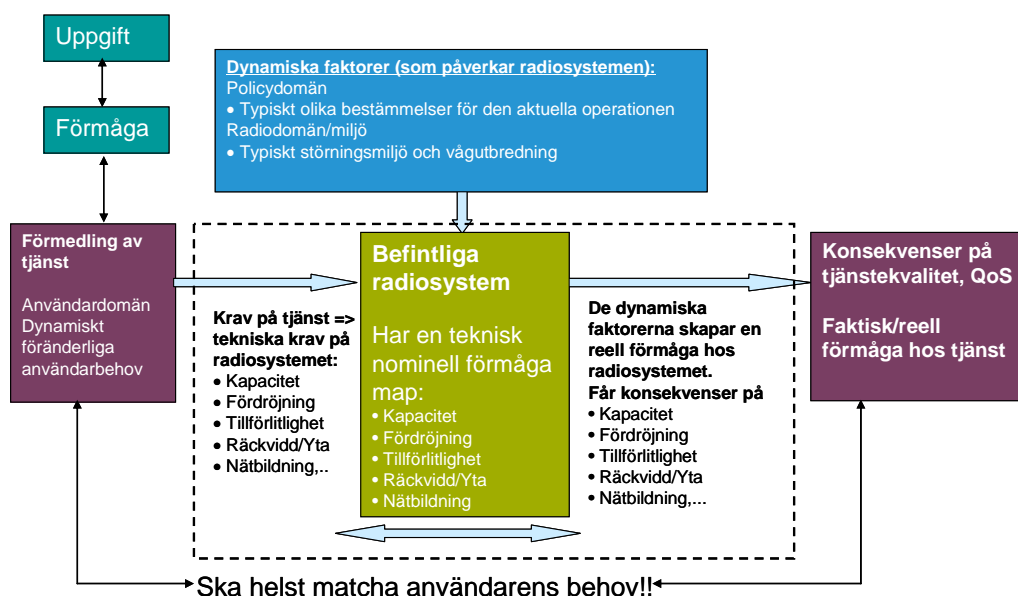 Uppgift
Förmåga
Dynamiska faktorer (som påverkar radiosystemen):
Policydomän
• Typiskt olika bestämmelser för den aktuella operationen
Radiodomän/miljö
• Typiskt störningsmiljö och vågutbredning
Förmedling av
tjänst
Användardomän
Dynamiskt
föränderliga
användarbehov
Krav på tjänst =>
tekniska krav på
radiosystemet:
• Kapacitet
• Fördröjning
• Tillförlitlighet
• Räckvidd/Yta
• Nätbildning,..
Befintliga
radiosystem
Har en teknisk
nominell förmåga
map:
• Kapacitet
• Fördröjning
• Tillförlitlighet
• Räckvidd/Yta
• Nätbildning
De dynamiska
faktorerna skapar en
reell förmåga hos
radiosystemet.
Får konsekvenser på
• Kapacitet
• Fördröjning
• Tillförlitlighet
• Räckvidd/Yta
• Nätbildning,...
Konsekvenser på
tjänstekvalitet, QoS
Faktisk/reell
förmåga hos tjänst
Ska helst matcha användarens behov!!